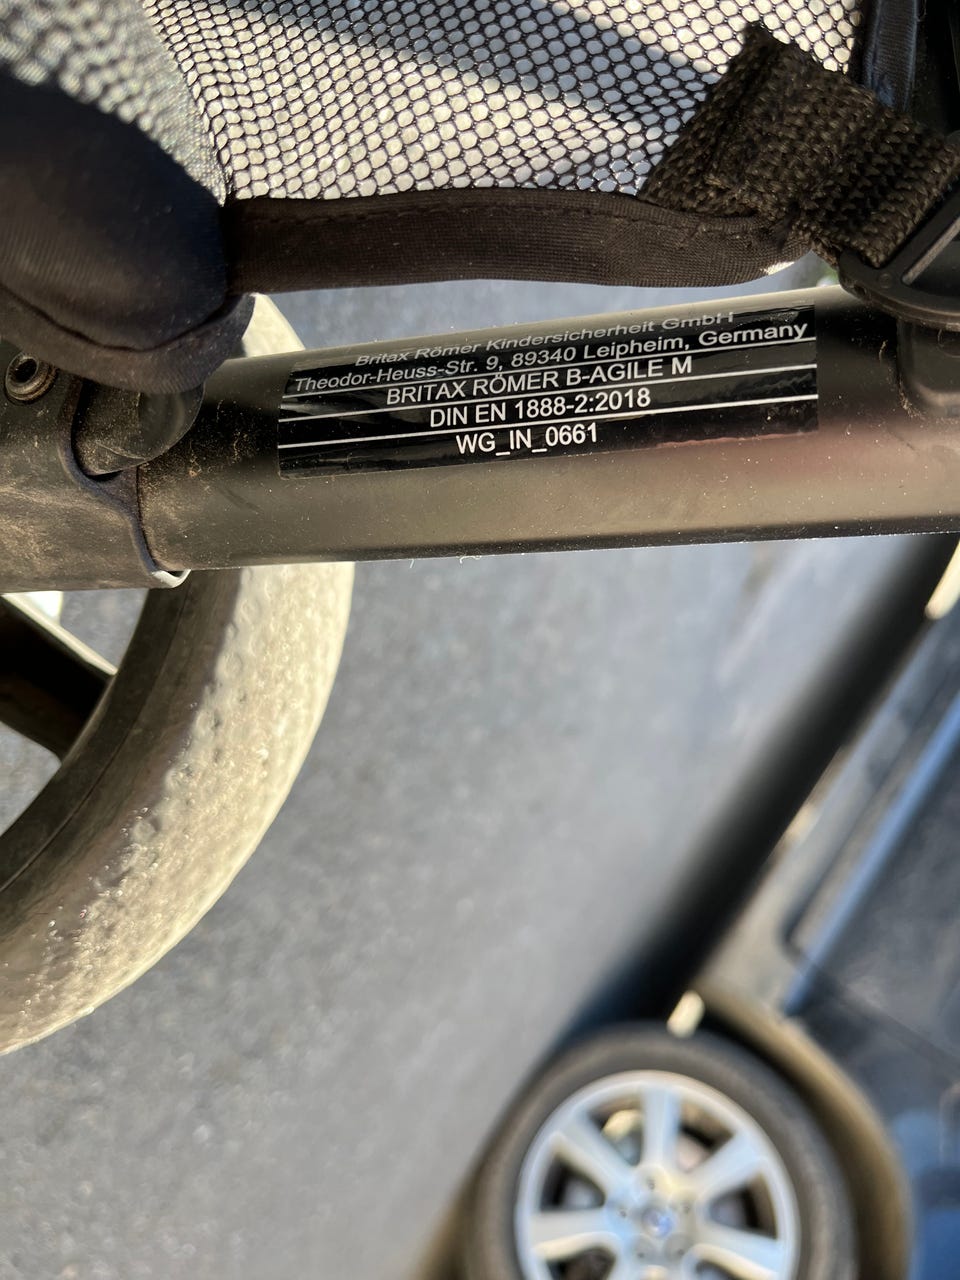 Britax Römer Kindersicherheit GmbH
Theodor-Heuss-Str. 9, 89340 Leipheim, Germany
BRITAX RÖMER B-AGILE M
DIN EN 1888-2:2018
WG_IN_0661